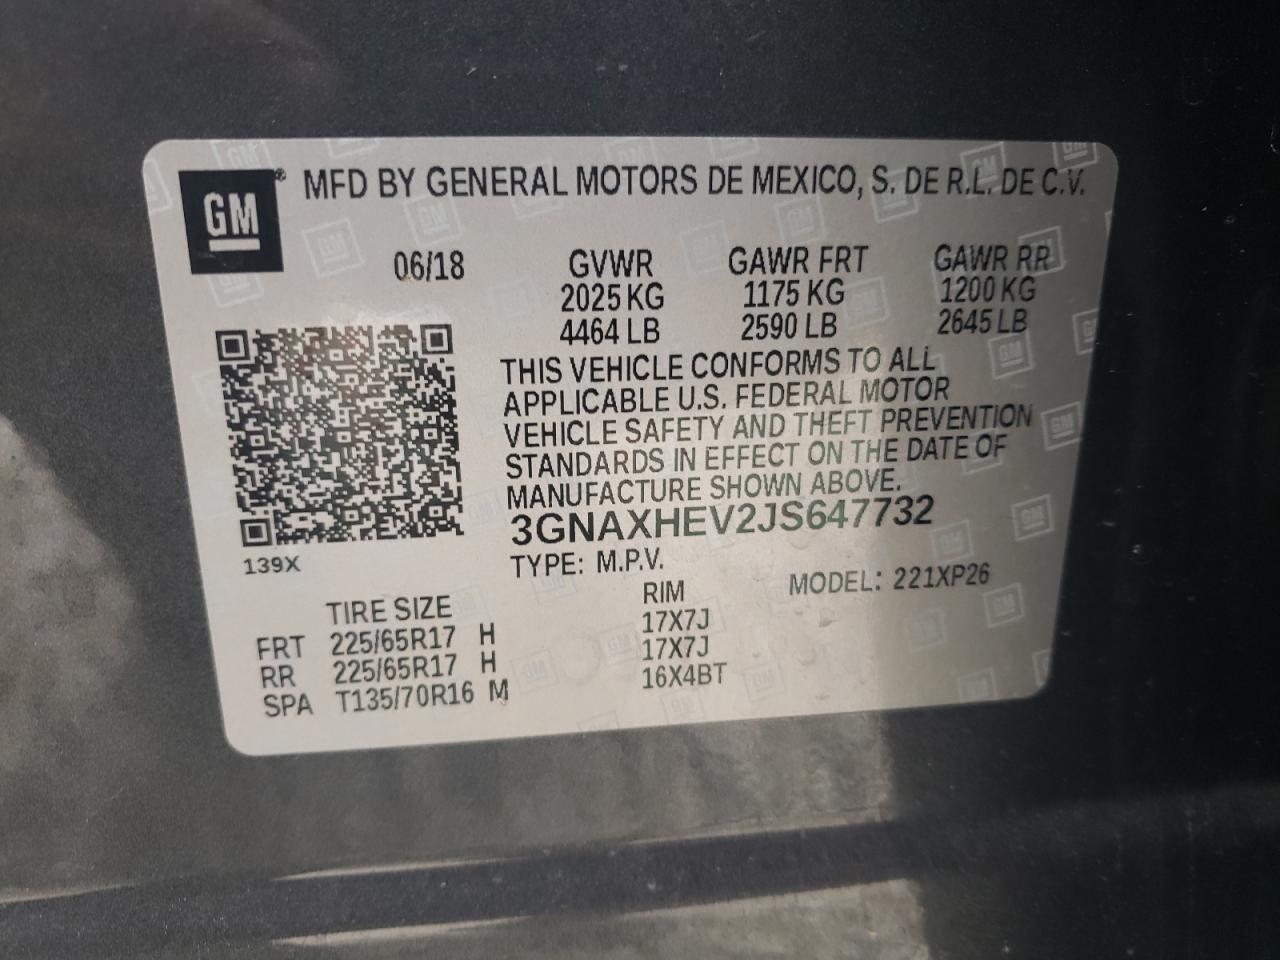 GM® MFD BY GENERAL MOTORS DE MEXICO, S. DE R.L. DE C.V.
06/18 GVWR GAWR FRT GAWR RR
2025 KG 1175 KG 1200 KG
4464 LB 2590 LB 2645 LB
THIS VEHICLE CONFORMS TO ALL
APPLICABLE U.S. FEDERAL MOTOR
VEHICLE SAFETY AND THEFT PREVENTION
STANDARDS IN EFFECT ON THE DATE OF
MANUFACTURE SHOWN ABOVE.
3GNAXHEV2JS647732
139X TYPE: M.P.V. MODEL: 221XP26
TIRE SIZE RIM
FRT 225/65R17 H 17X7J
RR 225/65R17 H 17X7J
SPA T135/70R16 M 16X4BT